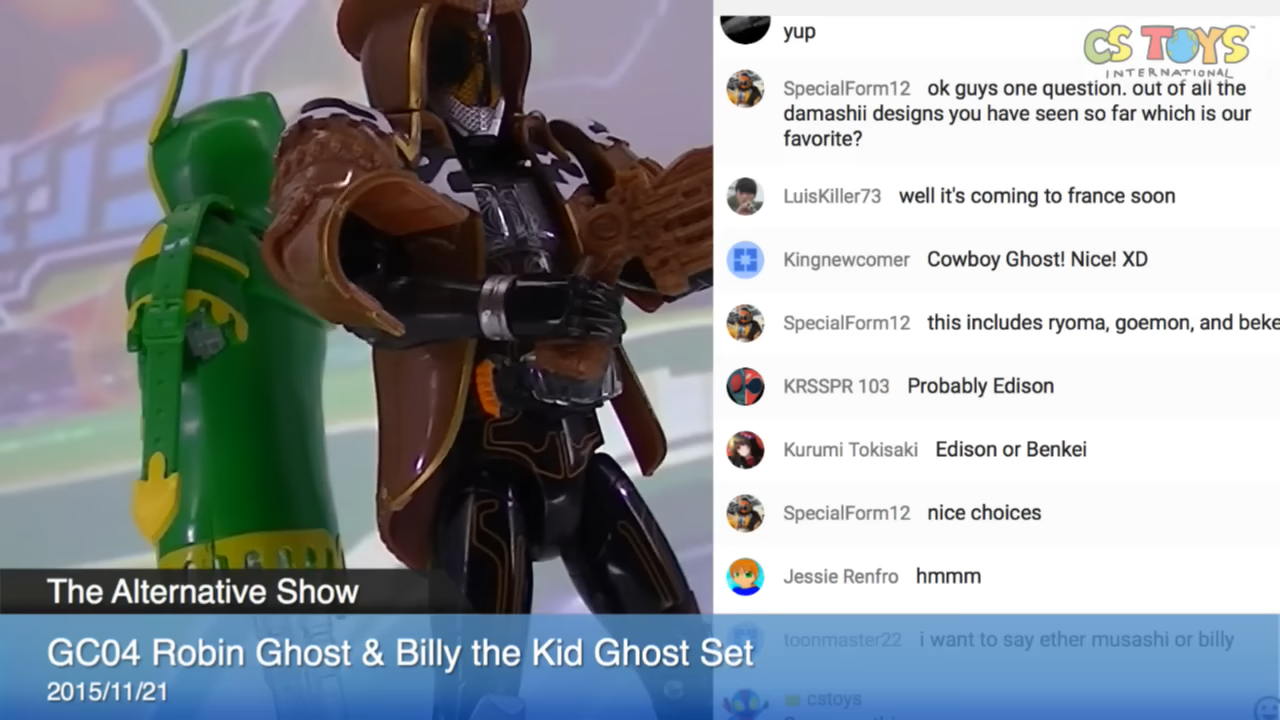 yup
CS TOYS
INTERNATIONAL
SpecialForm12 ok guys one question. out of all the
damashii designs you have seen so far which is our
favorite?
LuisKiller73 well it's coming to france soon
Kingnewcomer Cowboy Ghost! Nice! XD
SpecialForm12 this includes ryoma, goemon, and beke
KRSSPR 103 Probably Edison
Kurumi Tokisaki Edison or Benkei
SpecialForm12 nice choices
Jessie Renfro hmmm
The Alternative Show
toonmaster22 i want to say ether musashi or billy
GC04 Robin Ghost & Billy the Kid Ghost Set
2015/11/21
cstoys